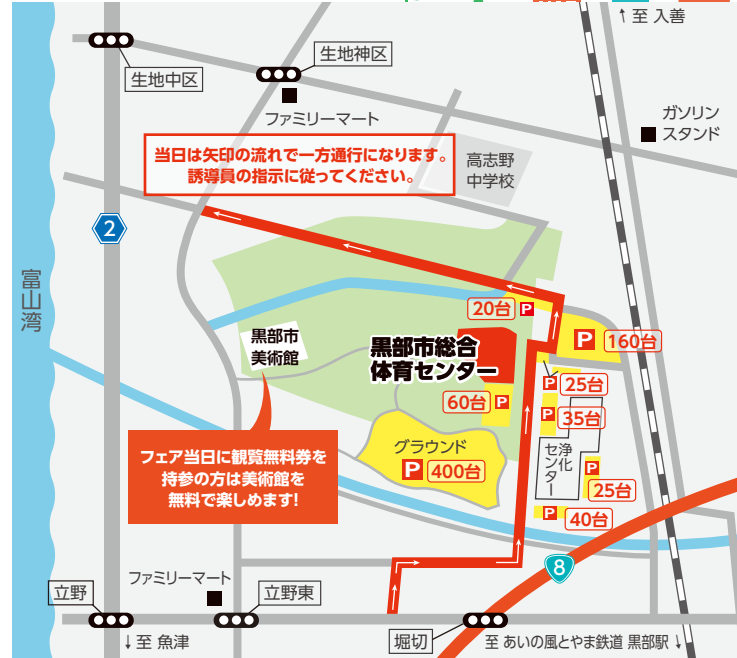 ↑至 入善
生地神区
生地中区
ファミリーマート
ガソリン
スタンド
当日は矢印の流れで一方通行になります。
誘導員の指示に従ってください。
高志野
中学校
2
富山湾
20台 P
P 160台
黒部市
美術館
黒部市総合
体育センター
P 25台
60台 P
P 35台
グラウンド
P 400台
浄化
センター
P
25台
P 40台
フェア当日に観覧無料券を
持参の方は美術館を
無料で楽しめます!
8
ファミリーマート
立野
立野東
堀切
↓至 魚津
至 あいの風とやま鉄道 黒部駅↓